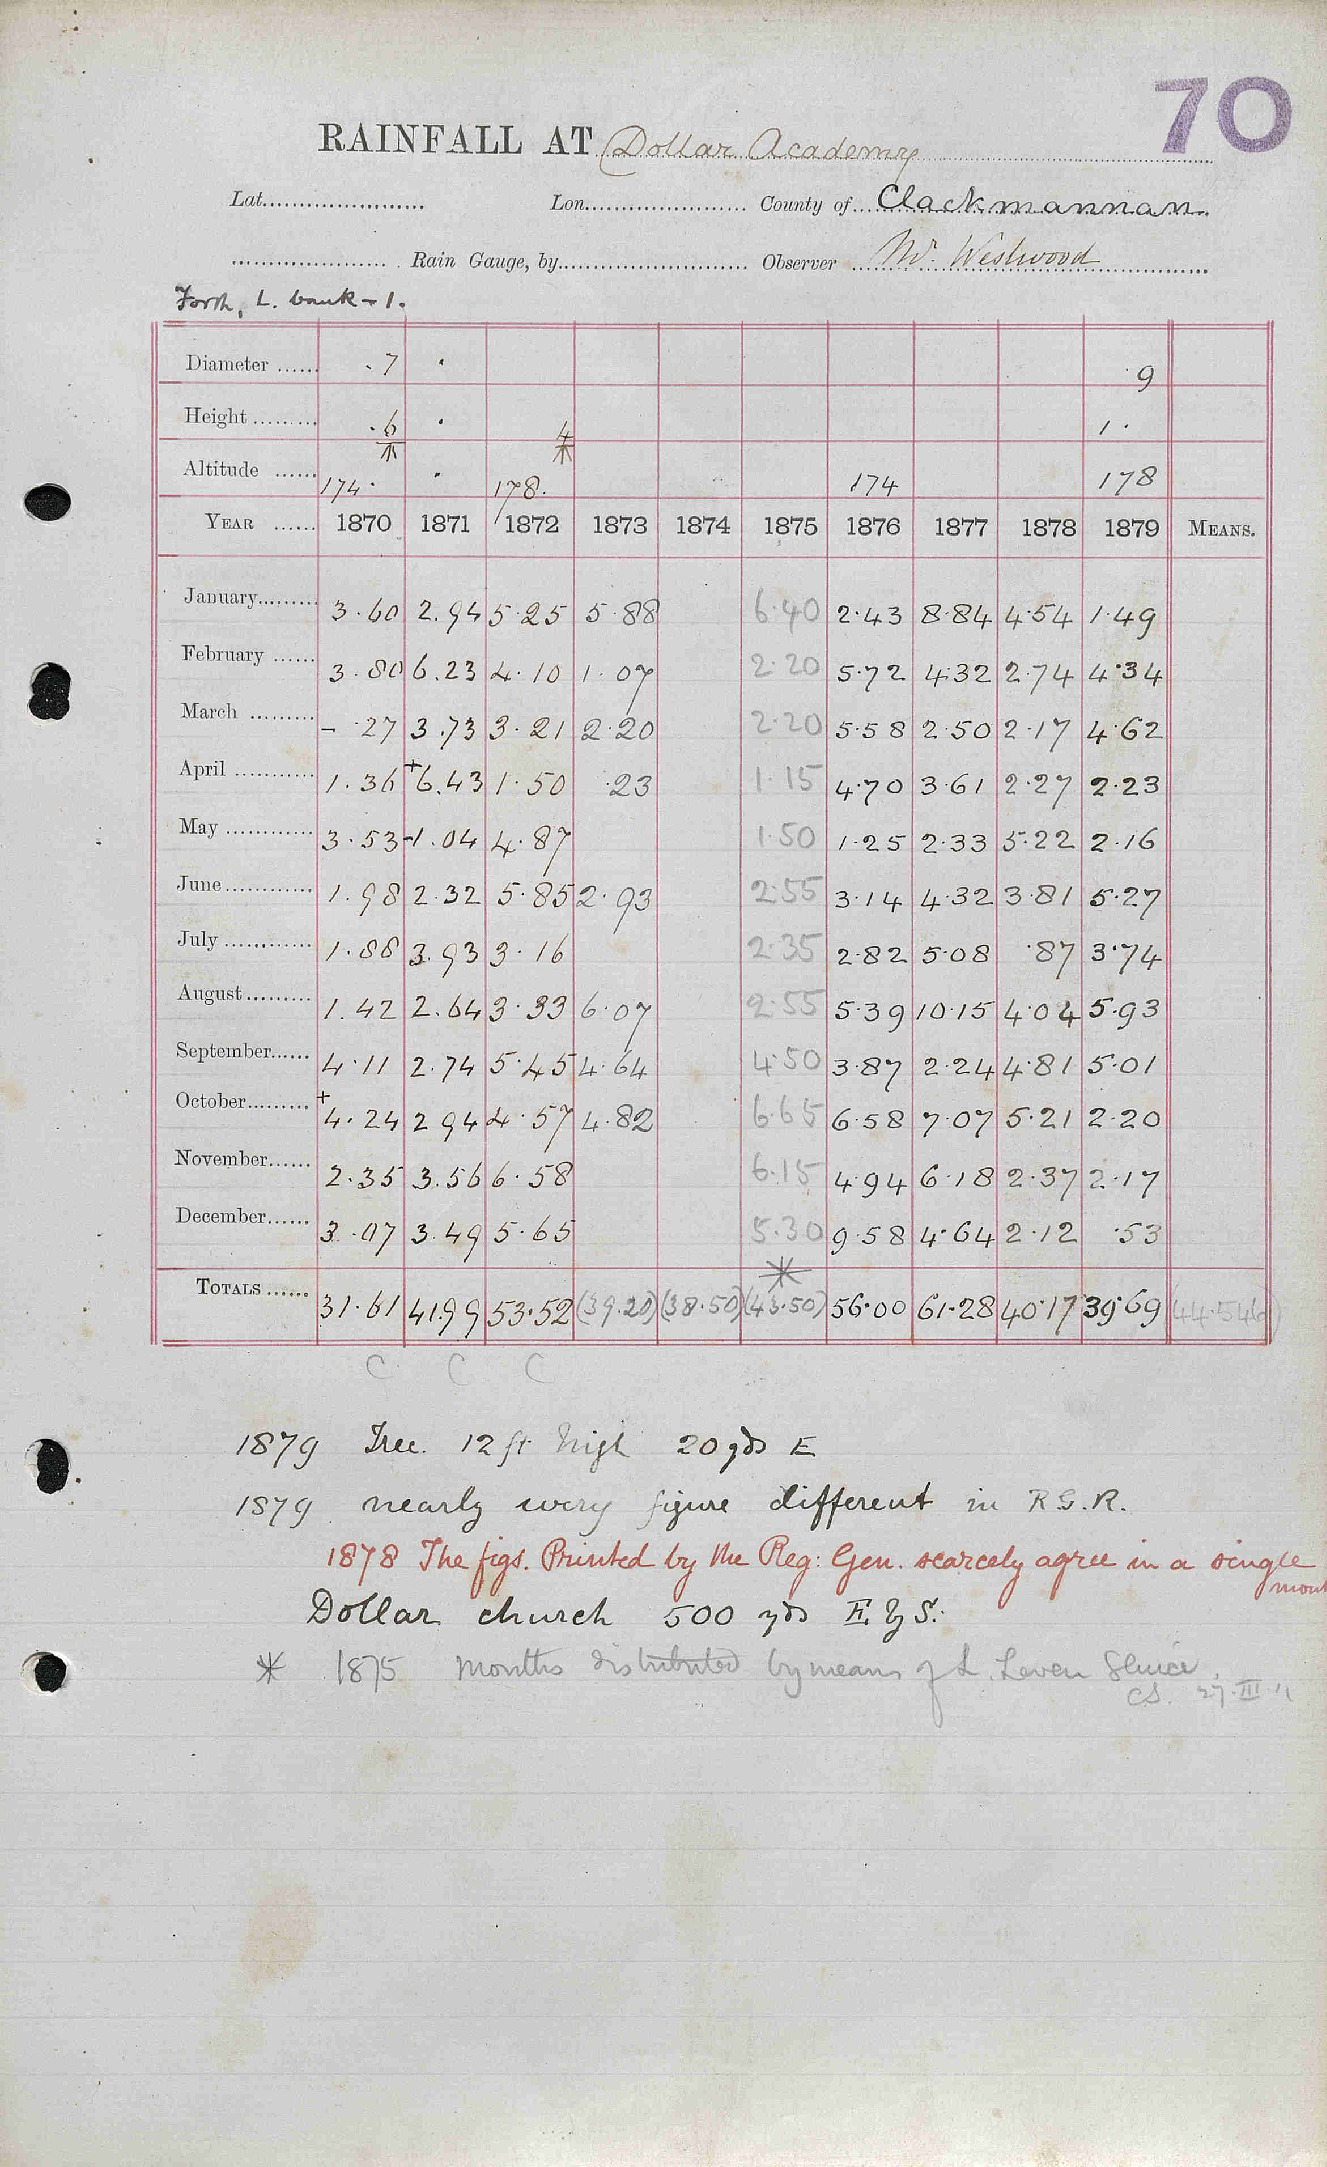 70
RAINFALL AT Dollar Academy
Lat. Lon. County of Clackmannan.
Rain Gauge, by Observer Mr. Westwood
Forth, L. bank - 1.
Diameter ...... .7 · 9
Height ......... .6 · 4 1·
Altitude ...... 174· · 178. 174 178
YEAR ...... 1870 1871 1872 1873 1874 1875 1876 1877 1878 1879 MEANS.
January......... 3·60 2.94 5·25 5·88 6·40 2·43 8·84 4·54 1·49
February ...... 3·80 6.23 4·10 1·07 2·20 5·72 4·32 2·74 4·34
March ......... - ·27 3.73 3·21 2·20 2·20 5·58 2·50 2·17 4·62
April ............ 1·36 +6.43 1·50 ·23 1·15 4·70 3·61 2·27 2·23
May ............ 3·53 -1.04 4·87 1·50 1·25 2·33 5·22 2·16
June............ 1·98 2·32 5·85 2·93 2·55 3·14 4·32 3·81 5·27
July ............ 1·88 3.93 3·16 2·35 2·82 5·08 ·87 3·74
August......... 1·42 2·64 3·33 6·07 2·55 5·39 10·15 4·04 5·93
September...... 4·11 2·74 5·45 4·64 4·50 3·87 2·24 4·81 5·01
October......... +4·24 2 94 4·57 4·82 6·65 6·58 7·07 5·21 2·20
November...... 2·35 3·56 6·58 6·15 4·94 6·18 2·37 2·17
December...... 3·07 3·49 5·65 5·30 9·58 4·64 2·12 ·53
*
TOTALS ...... 31·61 41.99 53·52 (39·20) (38·50) (43·50) 56·00 61·28 40·17 39·69 (44·546)
C C C
1879 Tree 12 ft high 20 yds E
1879 nearly every figure different in R.G.R.
1878 The figs. Printed by the Reg: Gen. scarcely agree in a single
month
Dollar church 500 yds E by S.
* 1875 months distributed by means of L. Leven Sluice.
CS. 27·III·11